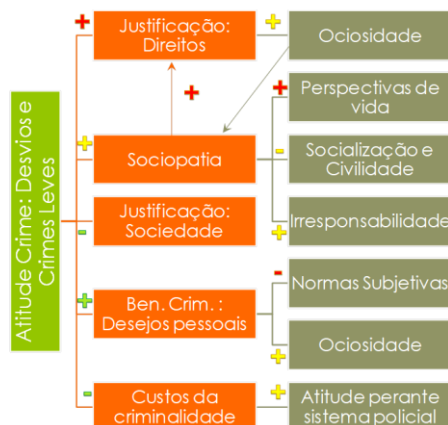 Atitude Crime: Desvios e
Crimes Leves
+
Justificação:
Direitos
+
Ociosidade
+
+
Sociopatia
+
Perspectivas de
vida
-
Socialização e
Civilidade
+
Irresponsabilidade
-
Justificação:
Sociedade
+
Ben. Crim. :
Desejos pessoais
-
Normas Subjetivas
+
Ociosidade
-
Custos da
criminalidade
+
Atitude perante
sistema policial